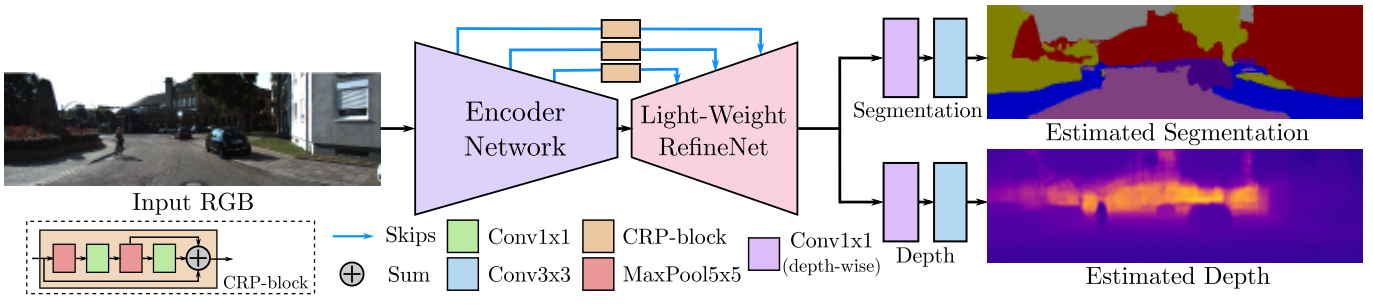 Encoder
Network
Light-Weight
RefineNet
Segmentation
Estimated Segmentation
Input RGB
Depth
Estimated Depth
CRP-block
Skips
Sum
Conv1x1
Conv3x3
CRP-block
MaxPool5x5
Conv1x1
(depth-wise)